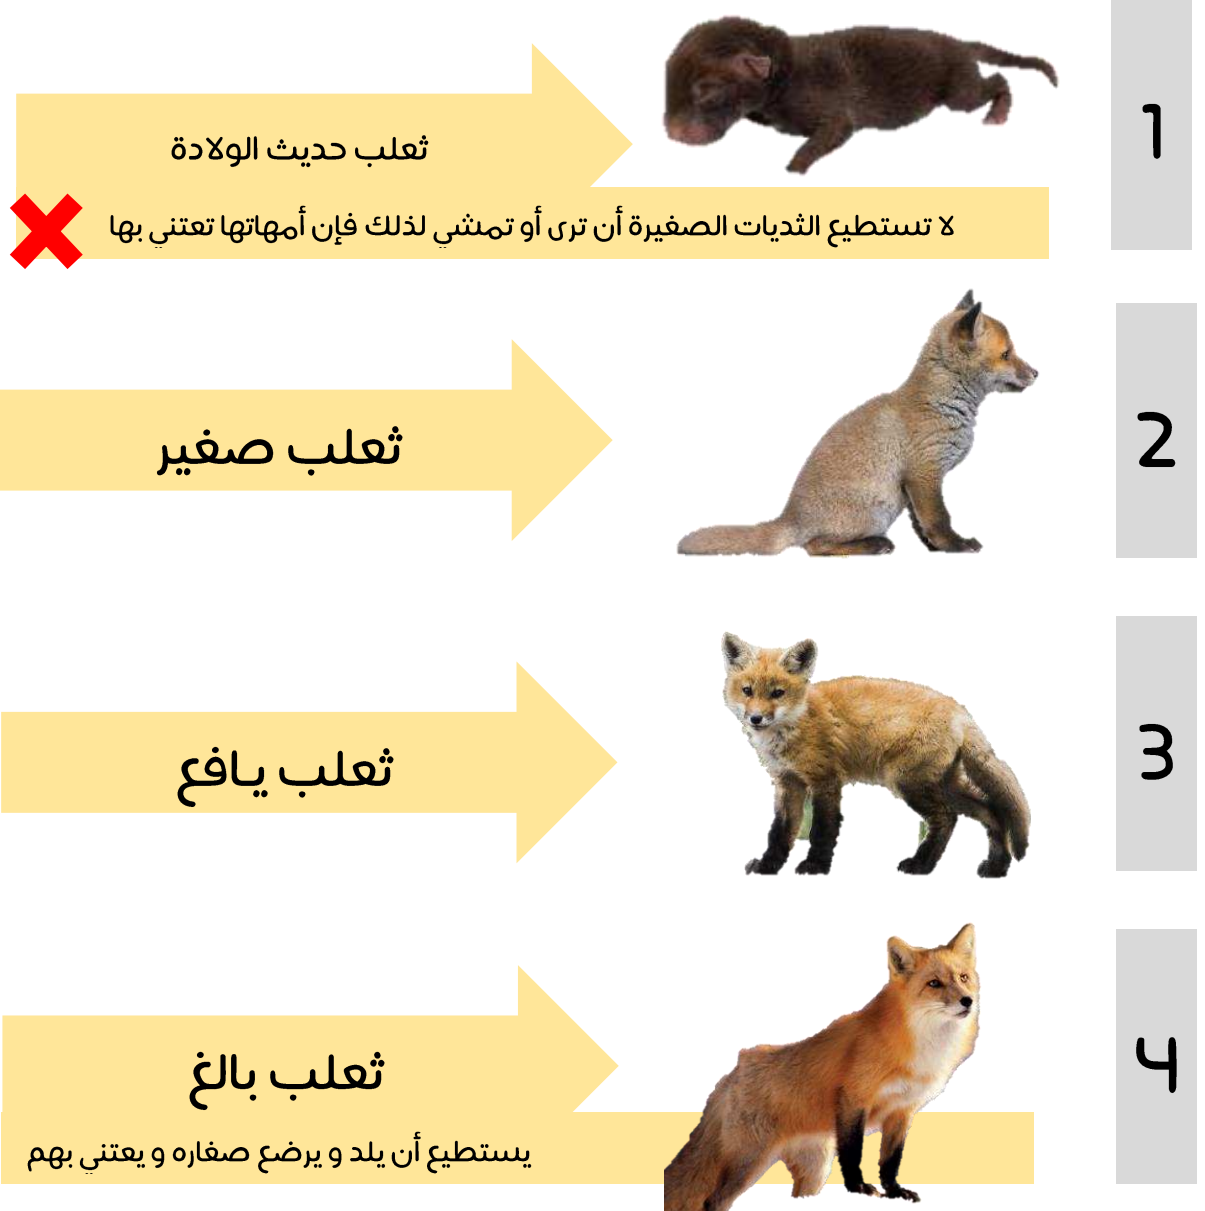 1
ثعلب حديث الولادة
لا تستطيع الثديات الصغيرة أن ترى أو تمشي لذلك فإن أمهاتها تعتني بها
2
ثعلب صغير
3
ثعلب يافع
4
ثعلب بالغ
يستطيع أن يلد و يرضع صغاره و يعتني بهم